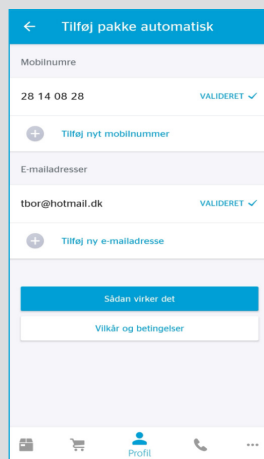 Tilføj pakke automatisk
Mobilnumre
28 14 08 28 VALIDERET
Tilføj nyt mobilnummer
E-mailadresser
tbor@hotmail.dk VALIDERET
Tilføj ny e-mailadresse
Sådan virker det
Vilkår og betingelser
Profil